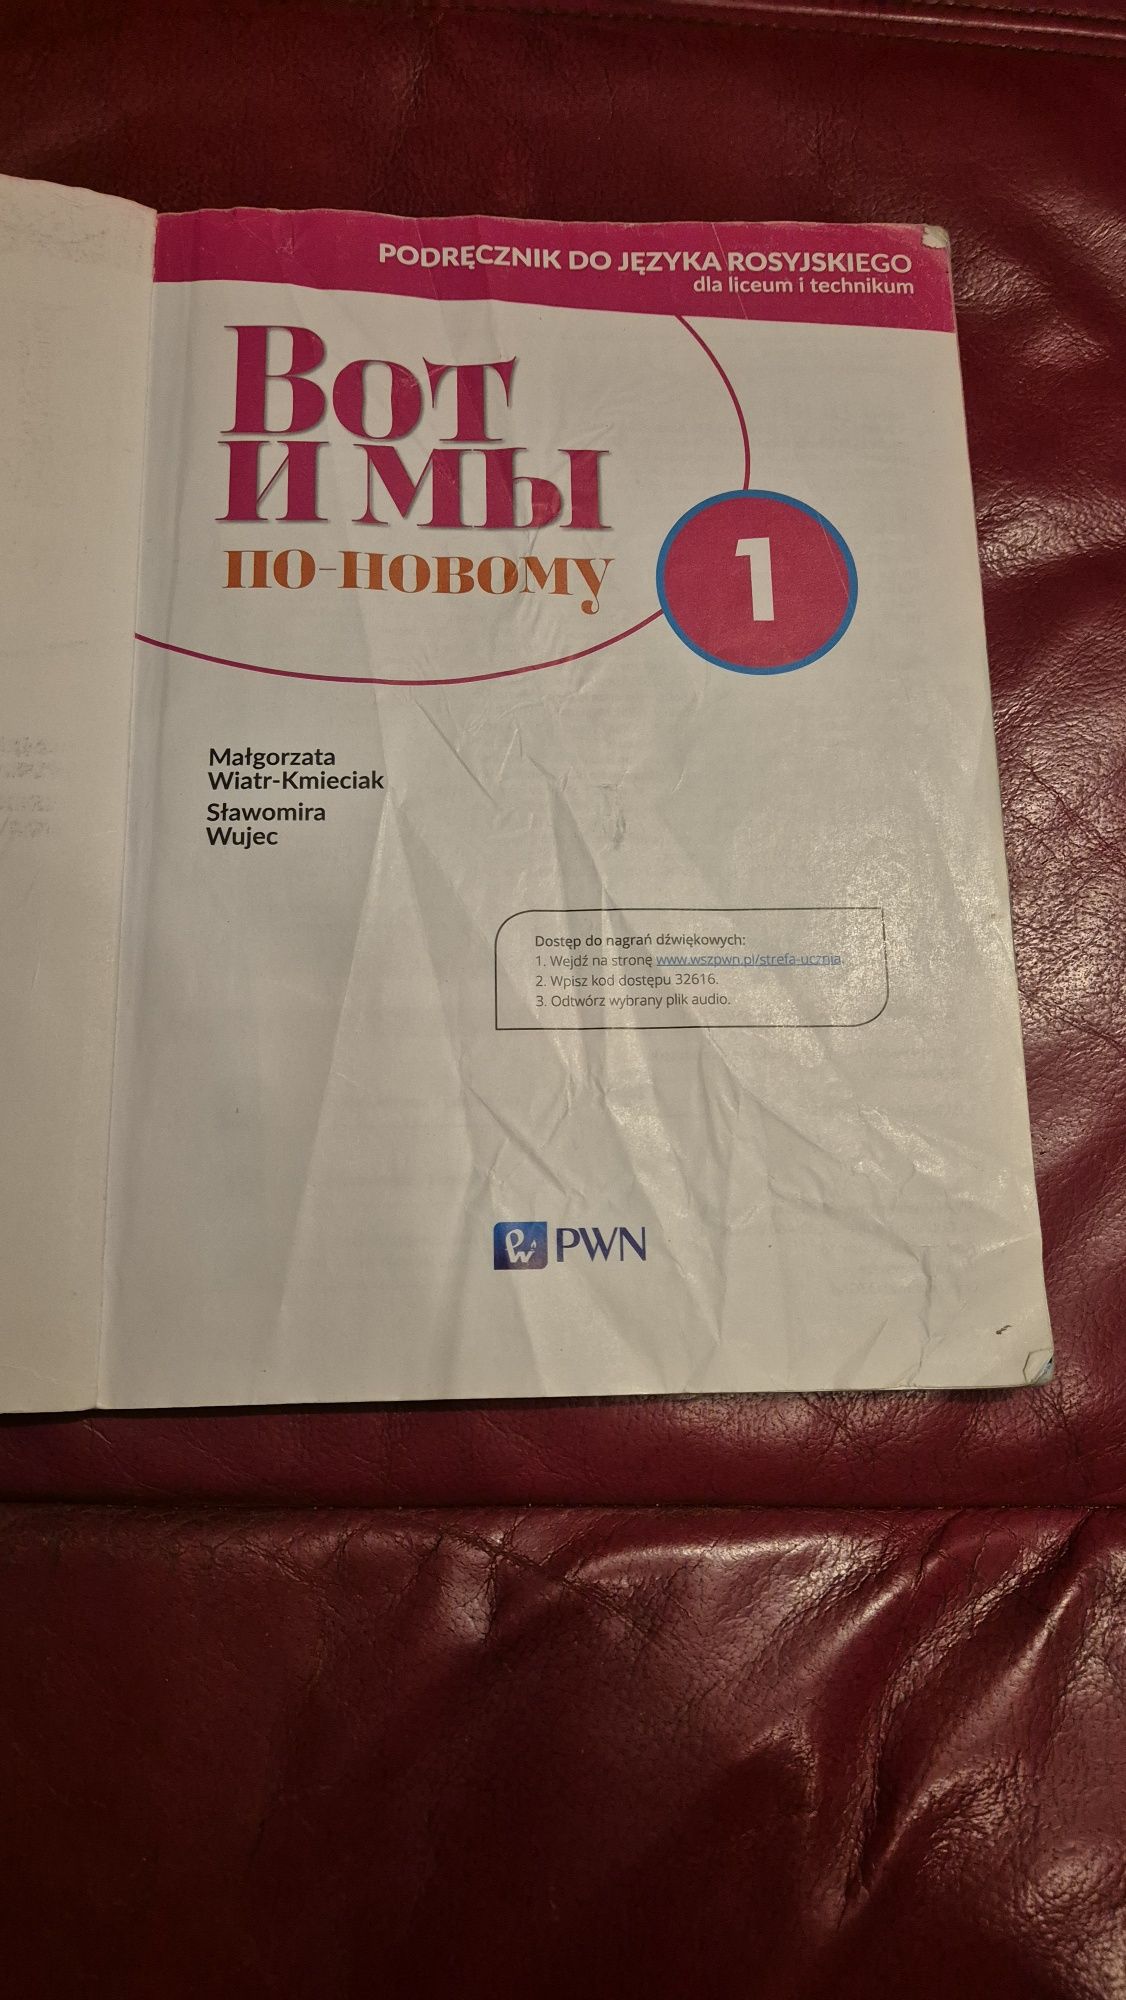 PODRĘCZNIK DO JĘZYKA ROSYJSKIEGO
dla liceum i technikum
Вот
и мы
по-новому
1
Małgorzata
Wiatr-Kmieciak
Sławomira
Wujec
Dostęp do nagrań dźwiękowych:
1. Wejdź na stronę www.wszpwn.pl/strefa-ucznia.
2. Wpisz kod dostępu 32616.
3. Odtwórz wybrany plik audio.
PWN